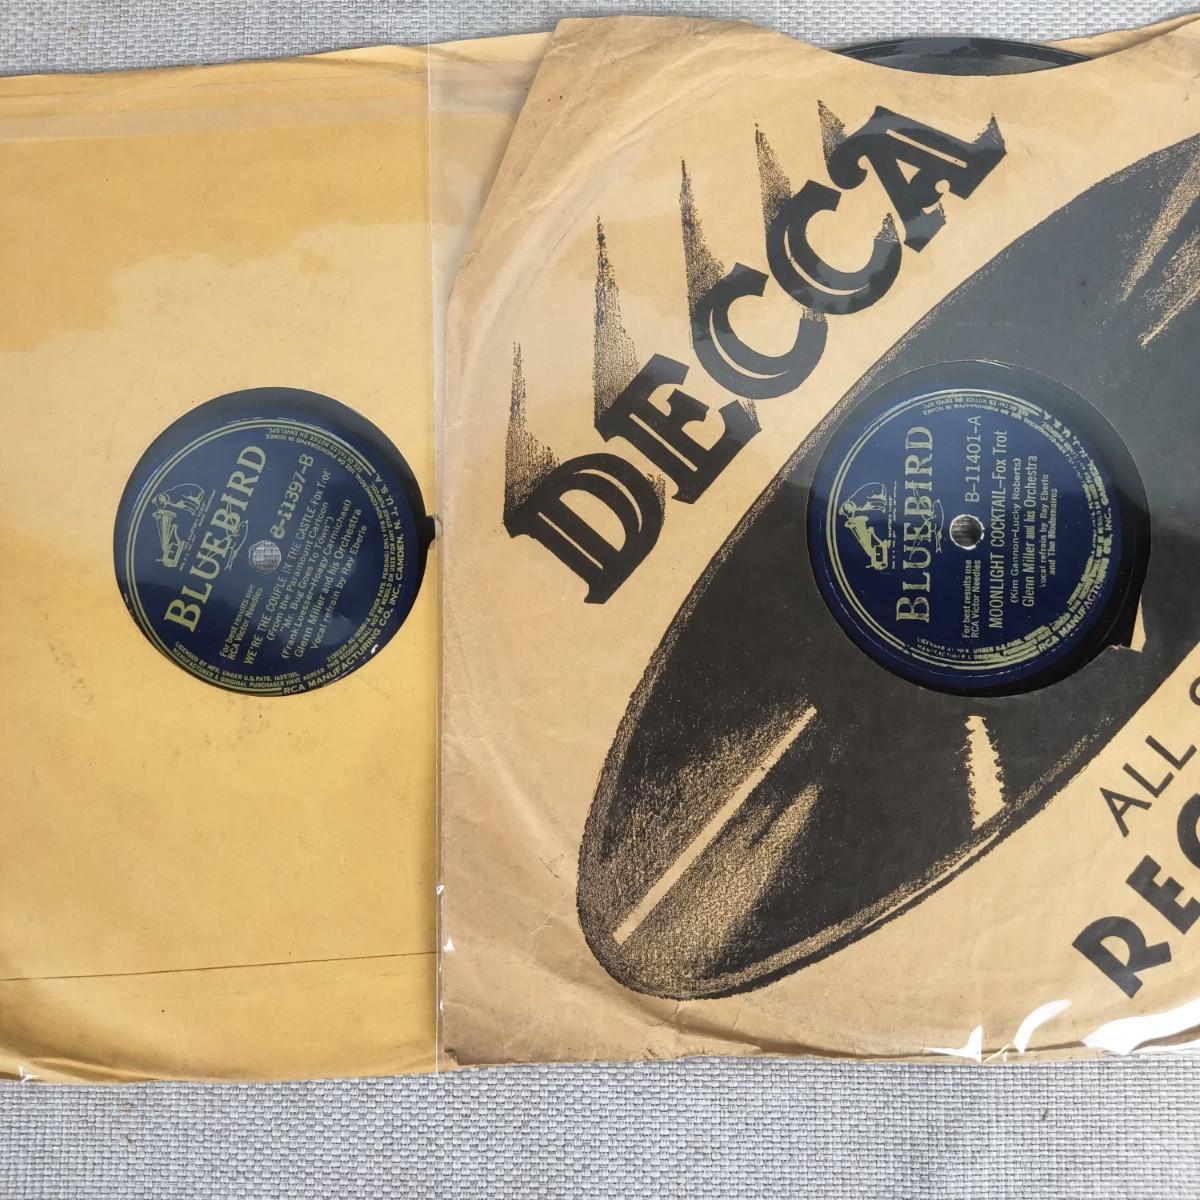 BLUEBIRD
For best results use
RCA Victor Needles
B-11397-B
WE'RE THE COUPLE IN THE CASTLE-Fox Trot
(From the Paramount Cartoon
"Mr. Bug Goes To Town")
(Frank Loesser-Hoagy Carmichael)
Glenn Miller and his Orchestra
Vocal refrain by Ray Eberle
RCA MANUFACTURING CO. INC., CAMDEN, N. J., U. S. A.
DECCA
BLUEBIRD
For best results use
RCA Victor Needles
B-11401-A
MOONLIGHT COCKTAIL-Fox Trot
(Kim Gannon-Lucky Roberts)
Glenn Miller and his Orchestra
Vocal refrain by Ray Eberle
and The Modernaires
RCA MANUFACTURING CO. INC.
ALL